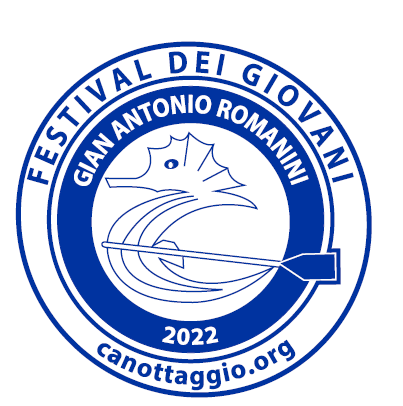 FESTIVAL DEI GIOVANI
GIAN ANTONIO ROMANINI
2022
canottaggio.org